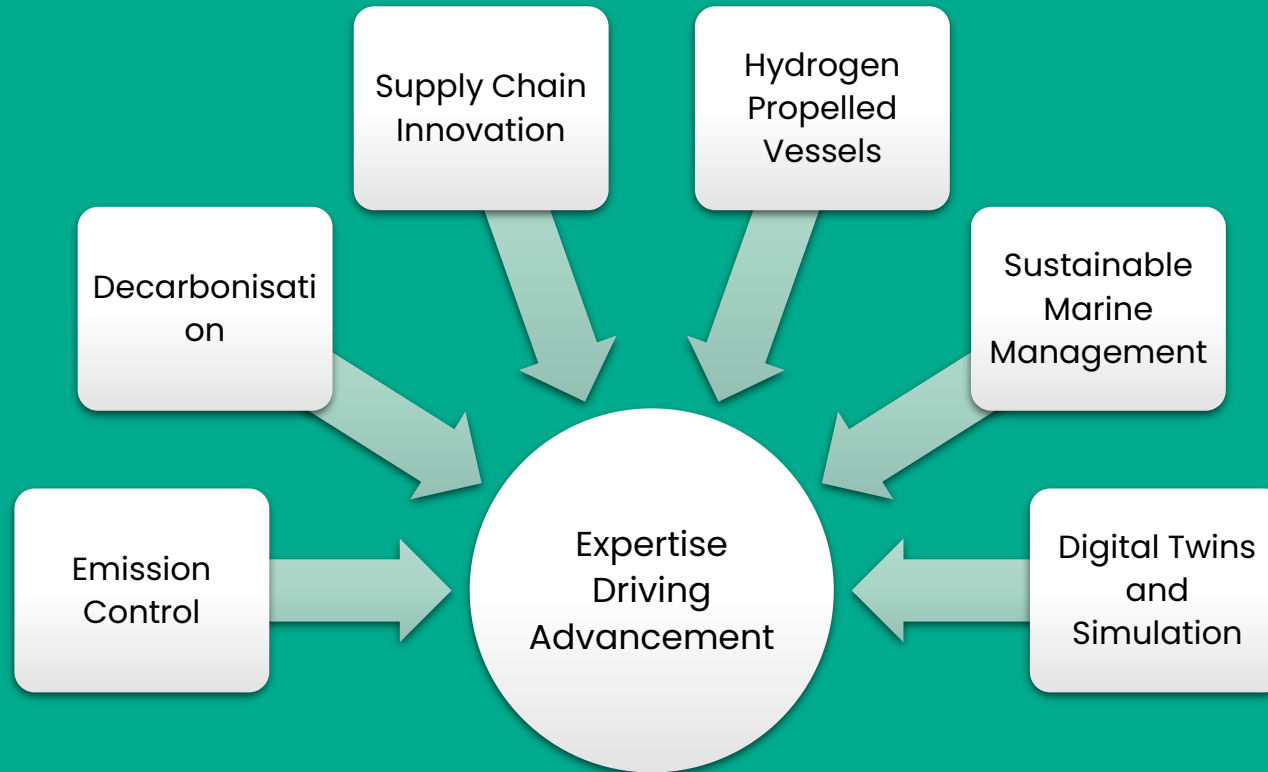 Supply Chain
Innovation
Hydrogen
Propelled
Vessels
Decarbonisati
on
Sustainable
Marine
Management
Emission
Control
Expertise
Driving
Advancement
Digital Twins
and
Simulation